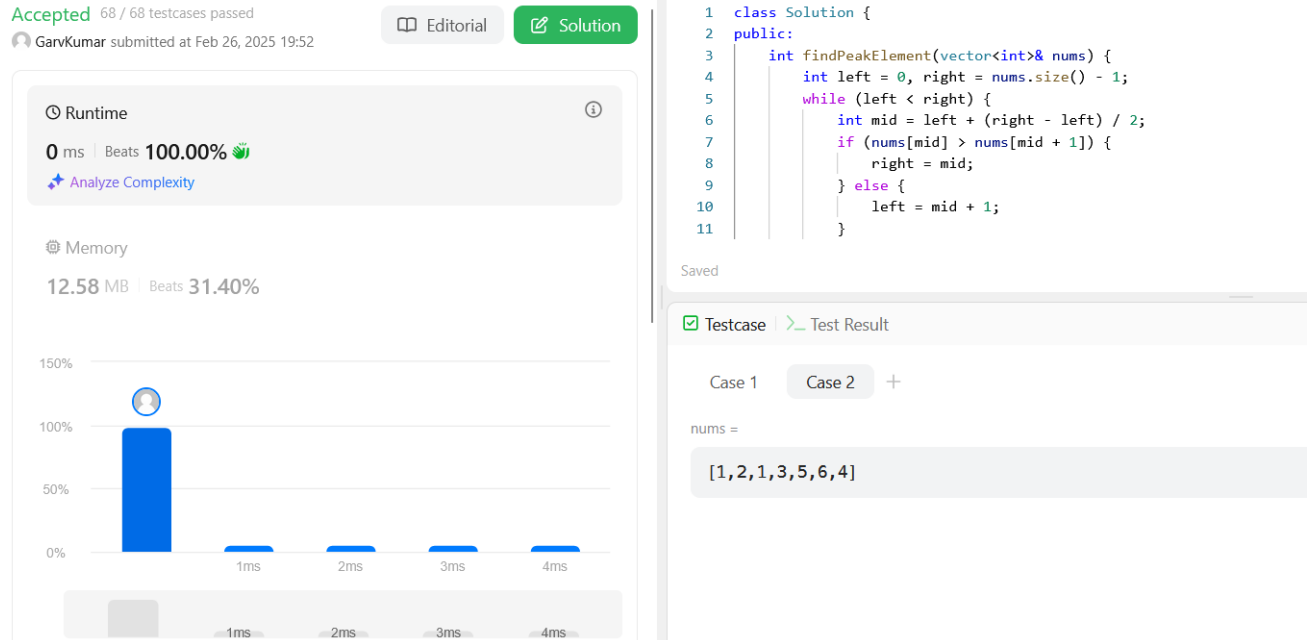 Accepted 68 / 68 testcases passed
GarvKumar submitted at Feb 26, 2025 19:52
Editorial
Solution
Runtime
0 ms Beats 100.00%
Analyze Complexity
Memory
12.58 MB Beats 31.40%
150%
100%
50%
0%
1ms 2ms 3ms 4ms
1ms 2ms 3ms 4ms
1 class Solution {
2 public:
3     int findPeakElement(vector<int>& nums) {
4         int left = 0, right = nums.size() - 1;
5         while (left < right) {
6             int mid = left + (right - left) / 2;
7             if (nums[mid] > nums[mid + 1]) {
8                 right = mid;
9             } else {
10                 left = mid + 1;
11             }
Saved
Testcase
Test Result
Case 1 Case 2 +
nums =
[1,2,1,3,5,6,4]